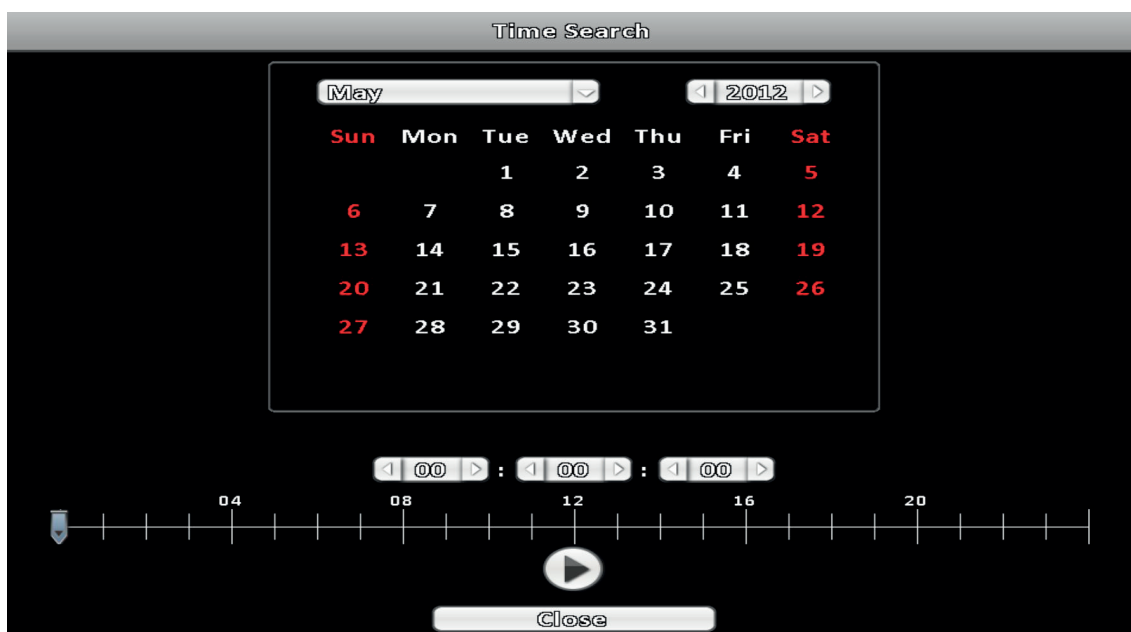 Time Search
May 2012
Sun Mon Tue Wed Thu Fri Sat
1 2 3 4 5
6 7 8 9 10 11 12
13 14 15 16 17 18 19
20 21 22 23 24 25 26
27 28 29 30 31
00 : 00 : 00
04 08 12 16 20
Close